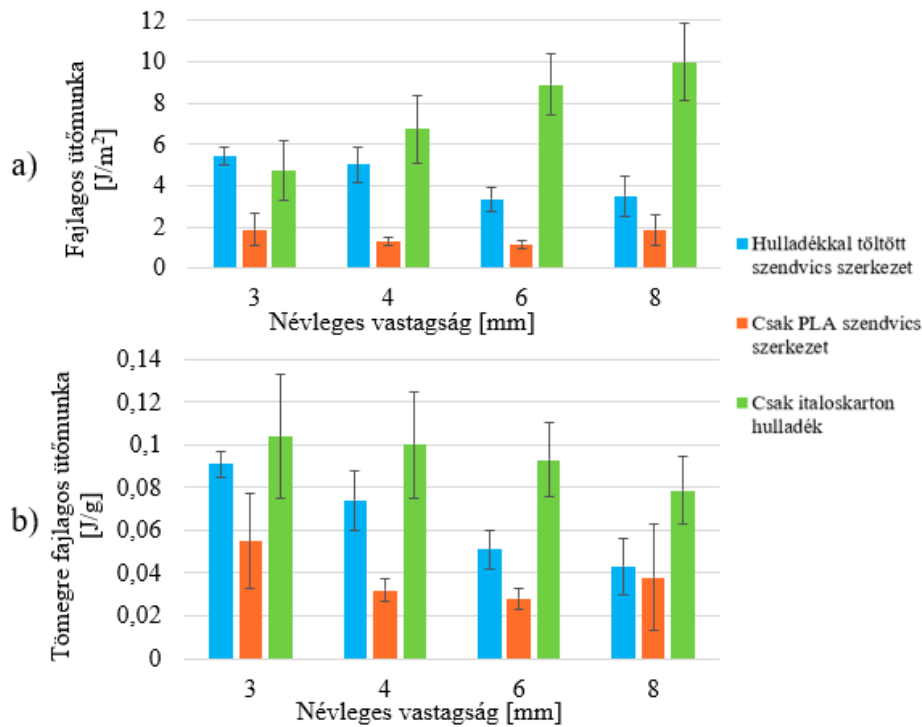 a)
Fajlagos ütőmunka
[J/m²]
12
10
8
6
4
2
0
3 4 6 8
Névleges vastagság [mm]
b)
Tömegre fajlagos ütőmunka
[J/g]
0,14
0,12
0,1
0,08
0,06
0,04
0,02
0
3 4 6 8
Névleges vastagság [mm]
Hulladékkal töltött
szendvics szerkezet
Csak PLA szendvics
szerkezet
Csak italoskarton
hulladék